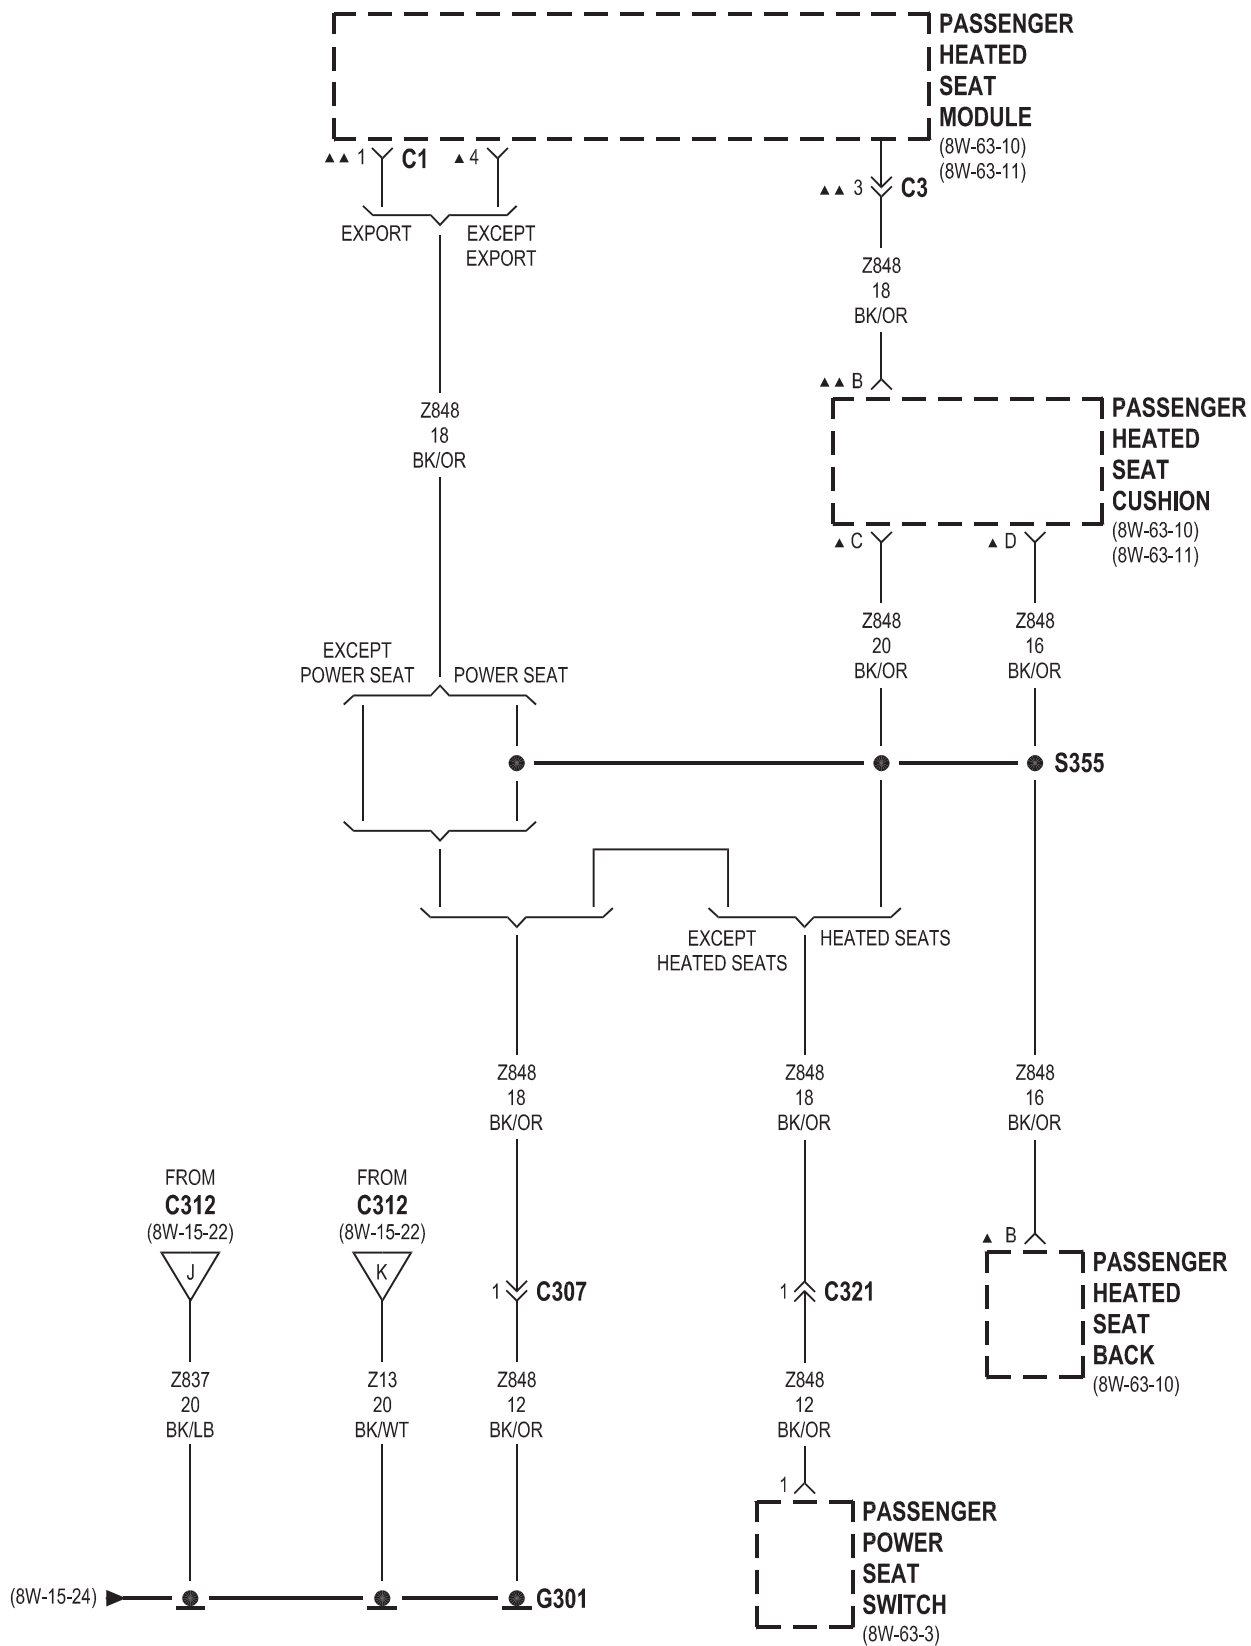 PASSENGER
HEATED
SEAT
MODULE
(8W-63-10)
(8W-63-11)
▲▲ 1
C1
▲ 4
▲▲ 3
C3
EXPORT
EXCEPT
EXPORT
Z848
18
BK/OR
▲▲ B
PASSENGER
HEATED
SEAT
CUSHION
(8W-63-10)
(8W-63-11)
Z848
18
BK/OR
▲ C
▲ D
Z848
20
BK/OR
Z848
16
BK/OR
EXCEPT
POWER SEAT
POWER SEAT
S355
EXCEPT
HEATED SEATS
HEATED SEATS
Z848
18
BK/OR
Z848
18
BK/OR
Z848
16
BK/OR
FROM
C312
(8W-15-22)
J
FROM
C312
(8W-15-22)
K
1
C307
1
C321
▲ B
PASSENGER
HEATED
SEAT
BACK
(8W-63-10)
Z837
20
BK/LB
Z13
20
BK/WT
Z848
12
BK/OR
Z848
12
BK/OR
1
PASSENGER
POWER
SEAT
SWITCH
(8W-63-3)
(8W-15-24)
G301